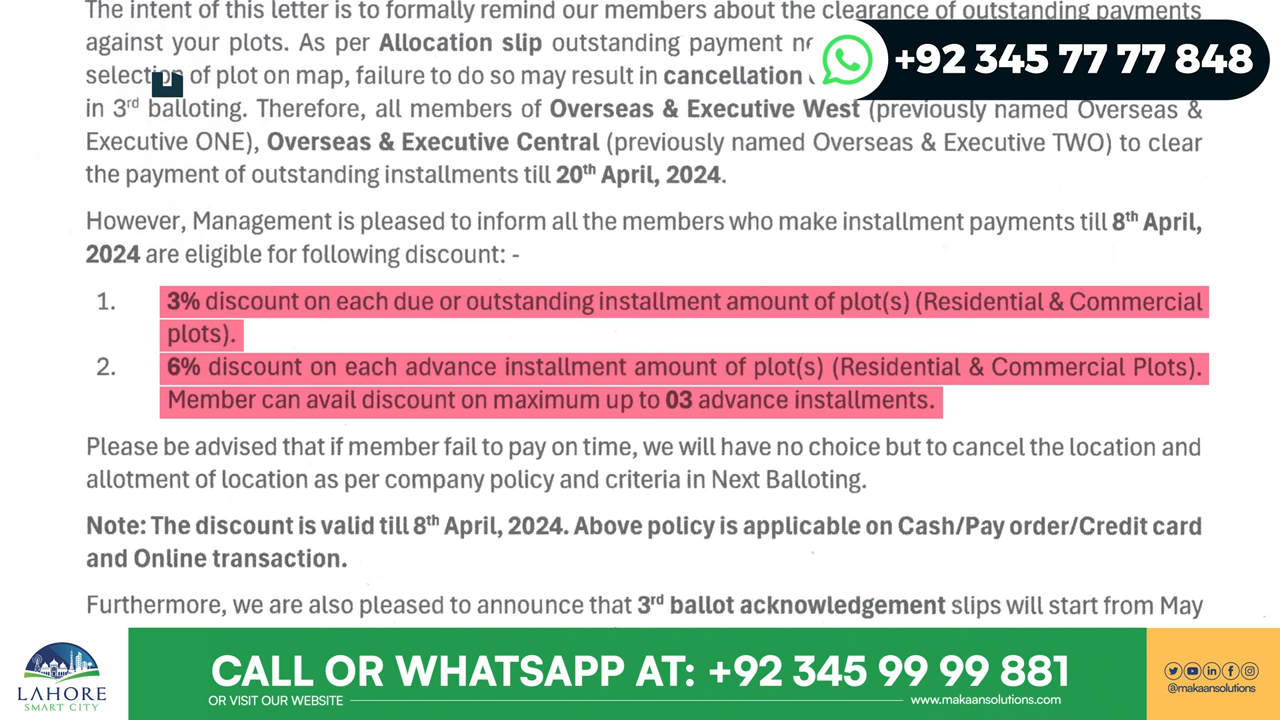 The intent of this letter is to formally remind our members about the clearance of outstanding payments
against your plots. As per Allocation slip outstanding payment
selection of plot on map, failure to do so may result in cancellation
in 3rd balloting. Therefore, all members of Overseas & Executive West (previously named Overseas &
Executive ONE), Overseas & Executive Central (previously named Overseas & Executive TWO) to clear
the payment of outstanding installments till 20th April, 2024.
However, Management is pleased to inform all the members who make installment payments till 8th April,
2024 are eligible for following discount: -
1. 3% discount on each due or outstanding installment amount of plot(s) (Residential & Commercial
plots).
2. 6% discount on each advance installment amount of plot(s) (Residential & Commercial Plots).
Member can avail discount on maximum up to 03 advance installments.
Please be advised that if member fail to pay on time, we will have no choice but to cancel the location and
allotment of location as per company policy and criteria in Next Balloting.
Note: The discount is valid till 8th April, 2024. Above policy is applicable on Cash/Pay order/Credit card
and Online transaction.
Furthermore, we are also pleased to announce that 3rd ballot acknowledgement slips will start from May
+92 345 77 77 848
LAHORE
SMART CITY
CALL OR WHATSAPP AT: +92 345 99 99 881
OR VISIT OUR WEBSITE
www.makaansolutions.com
@makaansolutions